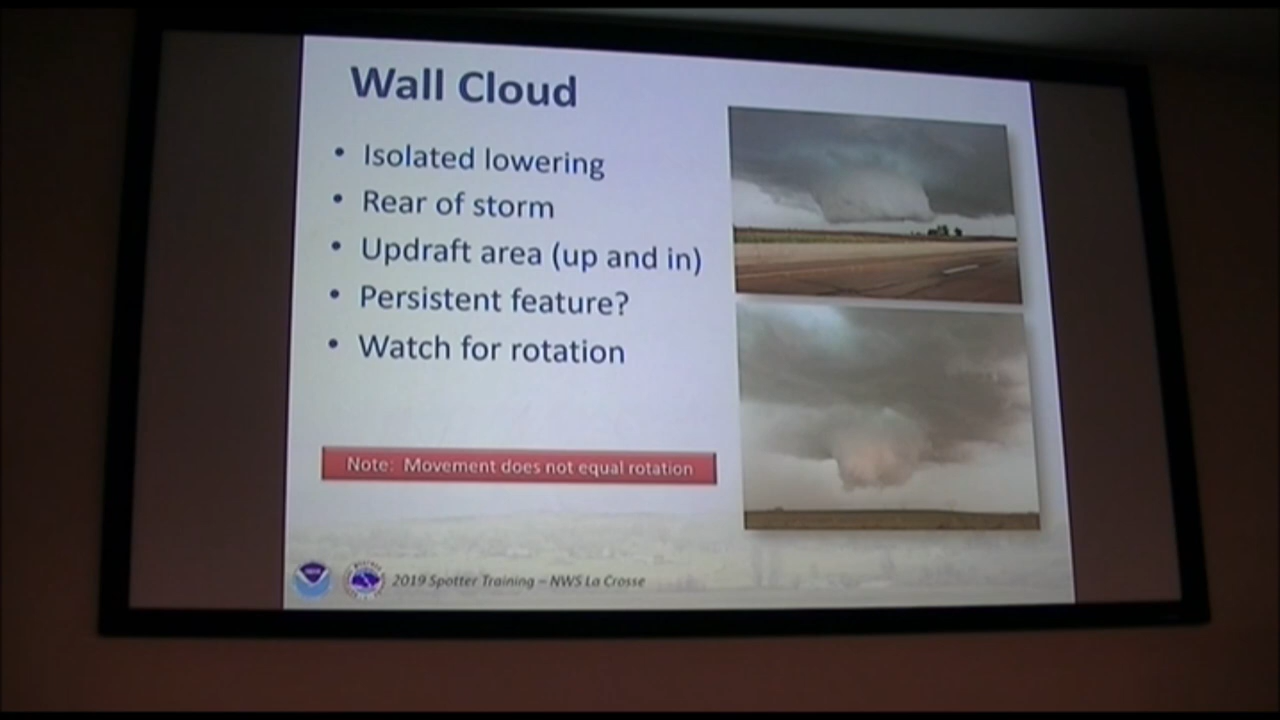 Wall Cloud
• Isolated lowering
• Rear of storm
• Updraft area (up and in)
• Persistent feature?
• Watch for rotation
Note: Movement does not equal rotation
2019 Spotter Training – NWS La Crosse